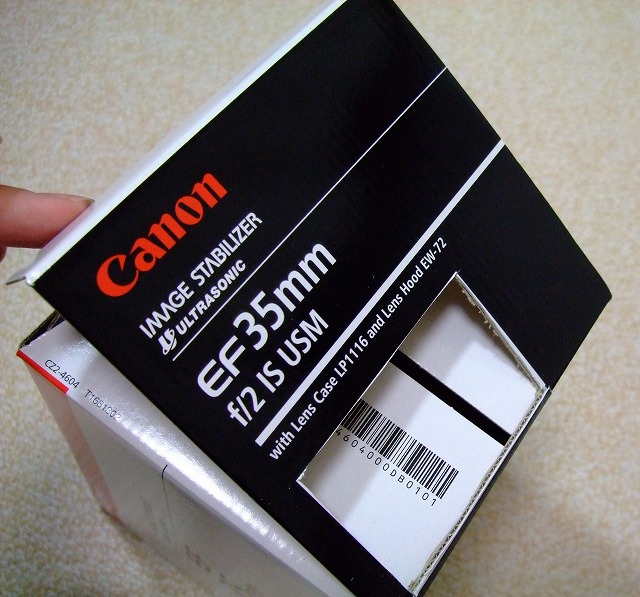 Canon
IMAGE STABILIZER
ULTRASONIC
EF35mm
f/2 IS USM
with Lens Case LP1116 and Lens Hood EW-72
4604000DB0101
CZ2-4604